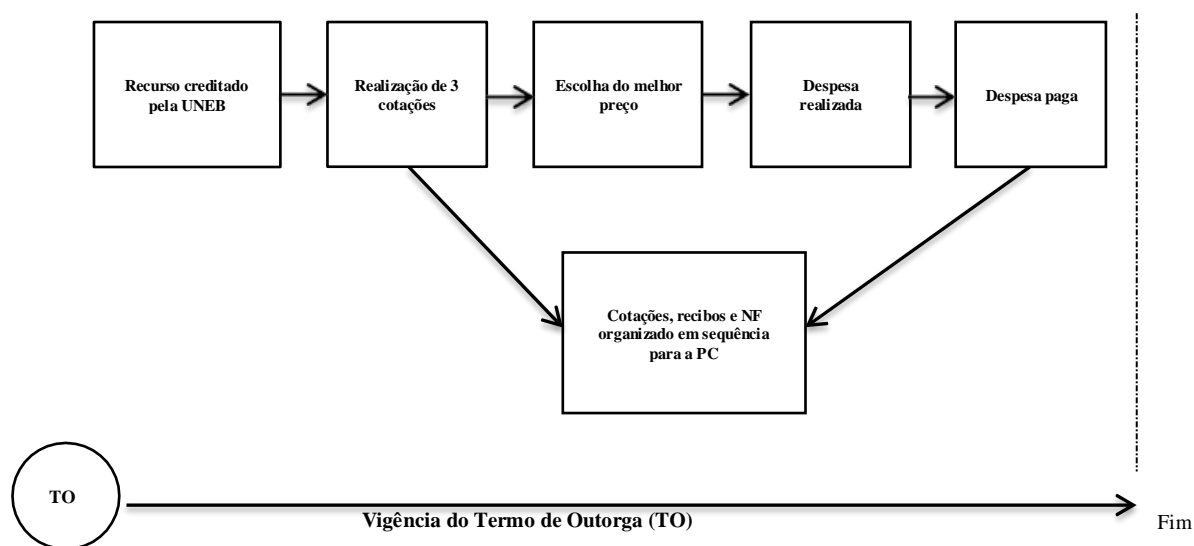 Recurso creditado
pela UNEB
Realização de 3
cotações
Escolha do melhor
preço
Despesa
realizada
Despesa paga
Cotações, recibos e NF
organizado em sequência
para a PC
TO
Vigência do Termo de Outorga (TO)
Fim